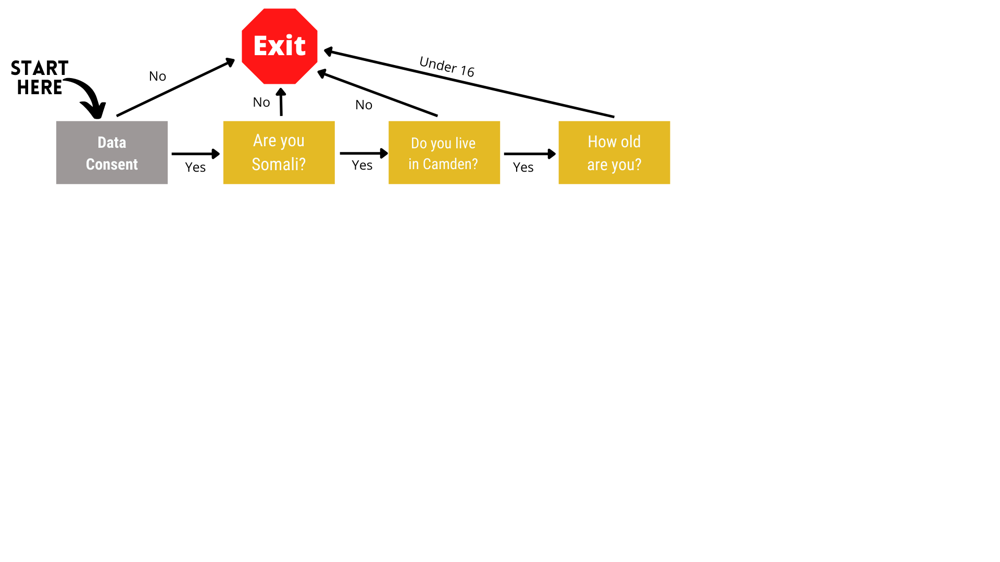 Exit
Under 16
START
HERE
No
No
No
Data
Consent
Yes
Are you
Somali?
Yes
Do you live
in Camden?
Yes
How old
are you?